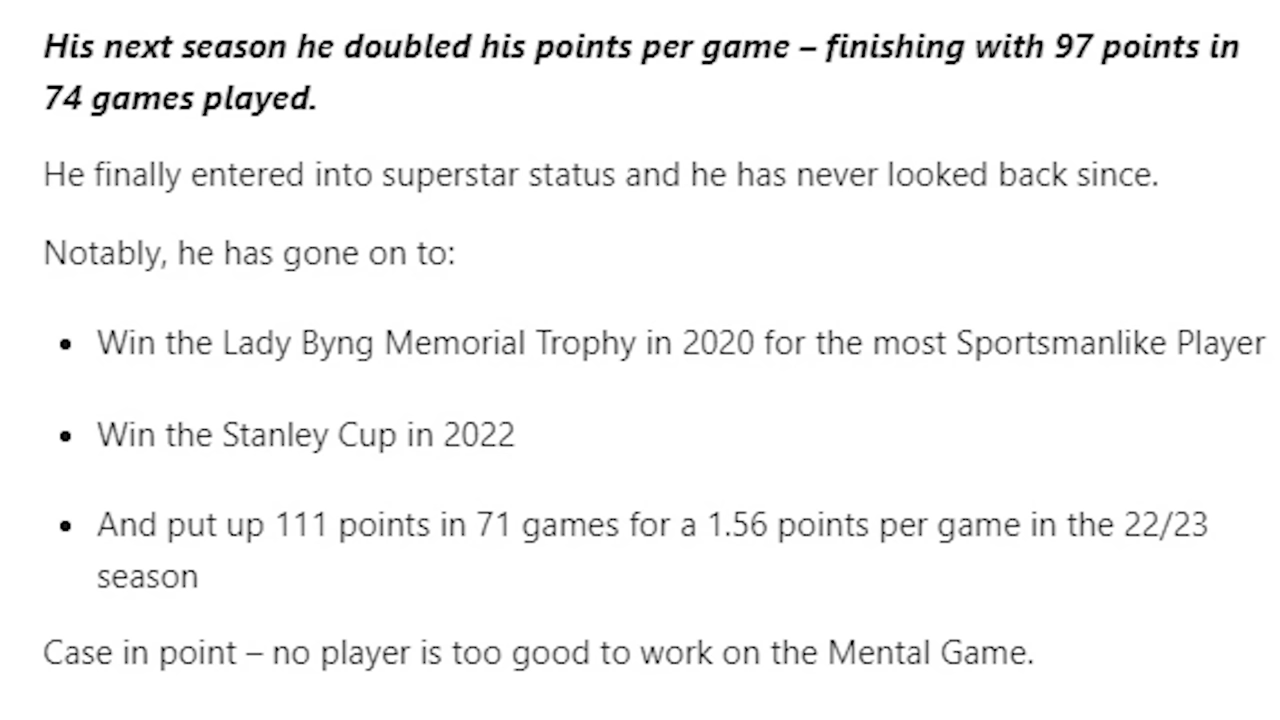 His next season he doubled his points per game – finishing with 97 points in
74 games played.
He finally entered into superstar status and he has never looked back since.
Notably, he has gone on to:
• Win the Lady Byng Memorial Trophy in 2020 for the most Sportsmanlike Player
• Win the Stanley Cup in 2022
• And put up 111 points in 71 games for a 1.56 points per game in the 22/23
season
Case in point – no player is too good to work on the Mental Game.